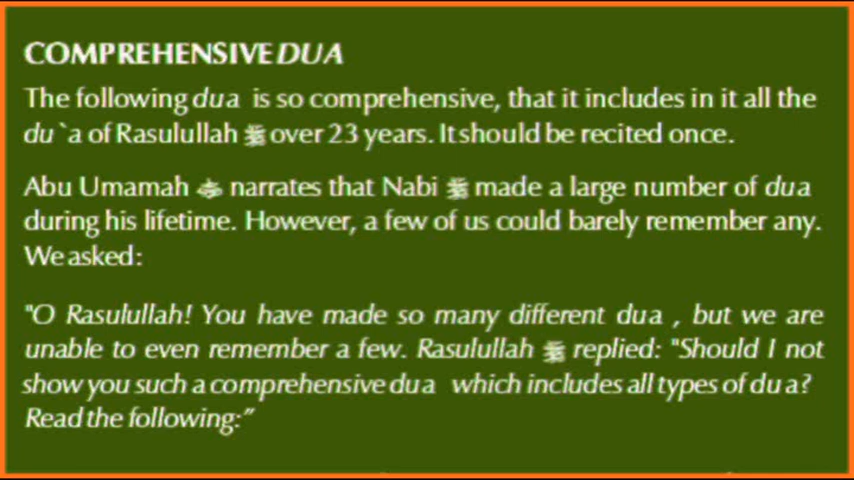 COMPREHENSIVE DUA
The following dua is so comprehensive, that it includes in it all the
du`a of Rasulullah ﷺ over 23 years. It should be recited once.
Abu Umamah narrates that Nabi ﷺ made a large number of dua
during his lifetime. However, a few of us could barely remember any.
We asked:
"O Rasulullah! You have made so many different dua , but we are
unable to even remember a few. Rasulullah ﷺ replied: "Should I not
show you such a comprehensive dua which includes all types of dua?
Read the following:"